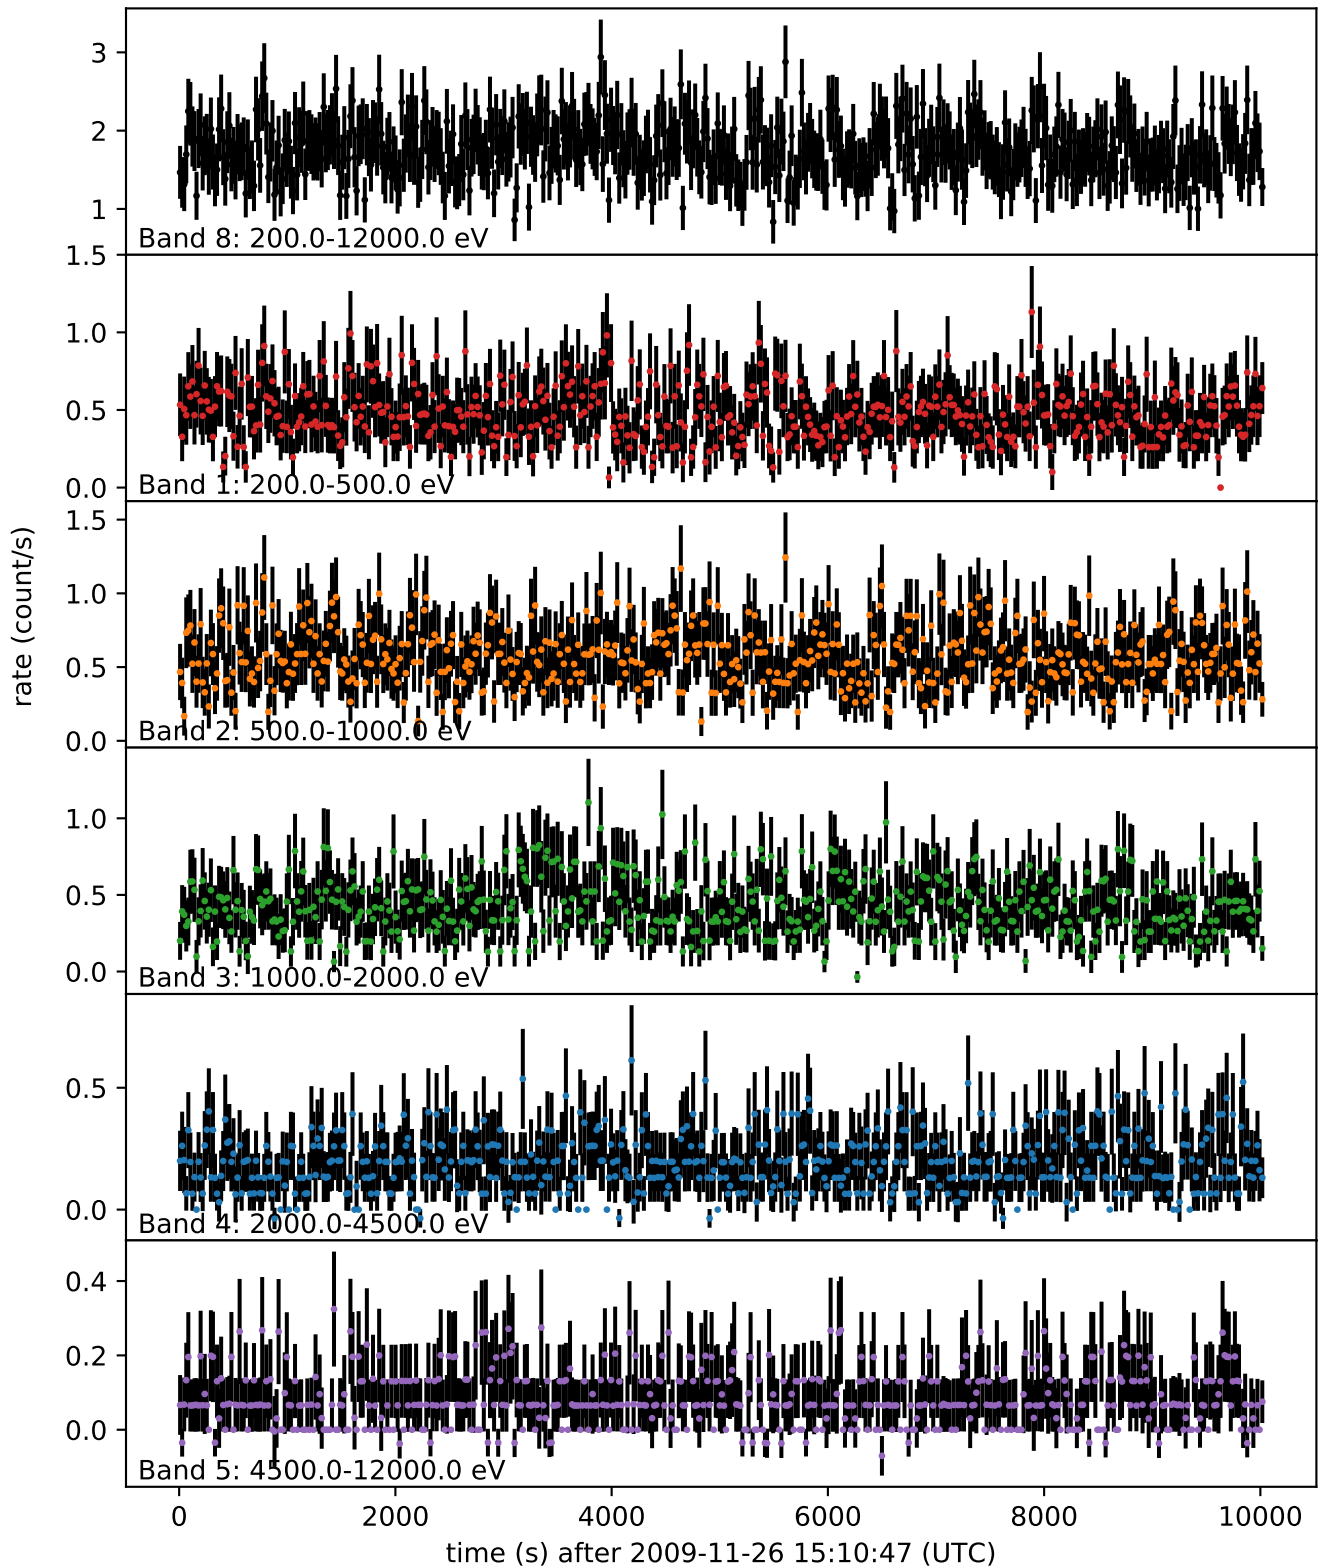 3
2
1
Band 8: 200.0-12000.0 eV
1.5
1.0
0.5
0.0
Band 1: 200.0-500.0 eV
1.5
1.0
0.5
0.0
Band 2: 500.0-1000.0 eV
rate (count/s)
1.0
0.5
0.0
Band 3: 1000.0-2000.0 eV
0.5
0.0
Band 4: 2000.0-4500.0 eV
0.4
0.2
0.0
Band 5: 4500.0-12000.0 eV
0 2000 4000 6000 8000 10000
time (s) after 2009-11-26 15:10:47 (UTC)